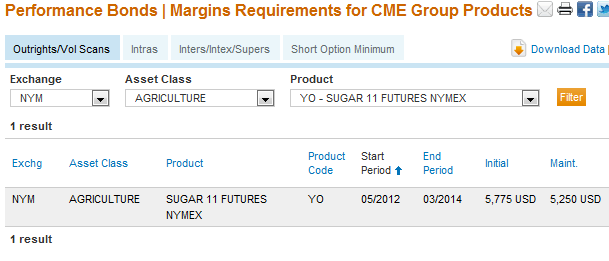 Performance Bonds | Margins Requirements for CME Group Products
Outrights/Vol Scans Intras Inters/Intex/Supers Short Option Minimum Download Data
Exchange Asset Class Product
NYM AGRICULTURE YO - SUGAR 11 FUTURES NYMEX Filter
1 result
Exchg Asset Class Product Product Code Start Period End Period Initial Maint.
NYM AGRICULTURE SUGAR 11 FUTURES NYMEX YO 05/2012 03/2014 5,775 USD 5,250 USD
1 result